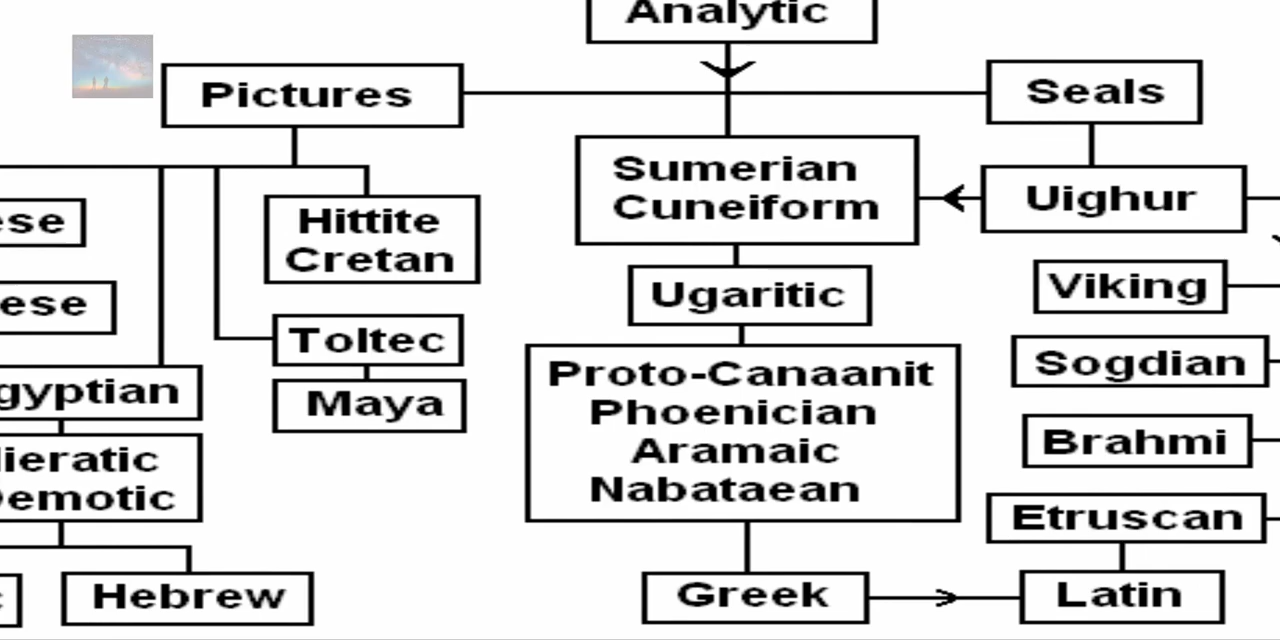 Analytic
Pictures
Seals
Sumerian
Cuneiform
Uighur
Hittite
Cretan
Ugaritic
Viking
Toltec
Proto-Canaanit
Phoenician
Aramaic
Nabataean
Sogdian
Maya
Brahmi
Etruscan
Hebrew
Greek
Latin